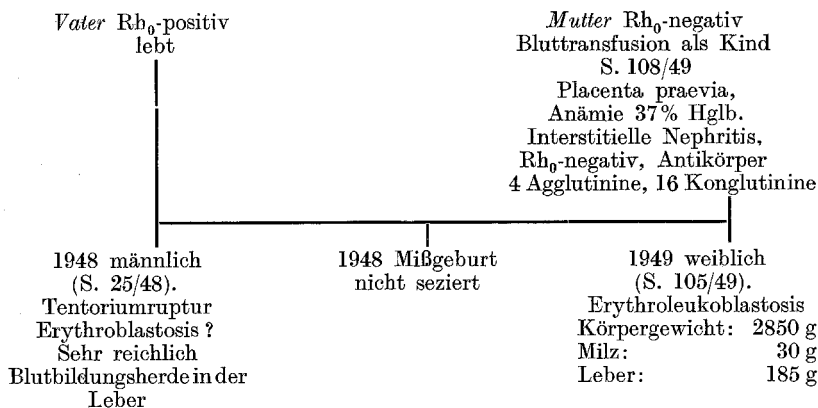 Vater Rh₀-positiv
lebt
Mutter Rh₀-negativ
Bluttransfusion als Kind
S. 108/49
Placenta praevia,
Anämie 37% Hglb.
Interstitielle Nephritis,
Rh₀-negativ, Antikörper
4 Agglutinine, 16 Konglutinine
1948 männlich
(S. 25/48).
Tentoriumruptur
Erythroblastosis ?
Sehr reichlich
Blutbildungsherde in der
Leber
1948 Mißgeburt
nicht seziert
1949 weiblich
(S. 105/49).
Erythroleukoblastosis
Körpergewicht: 2850 g
Milz: 30 g
Leber: 185 g